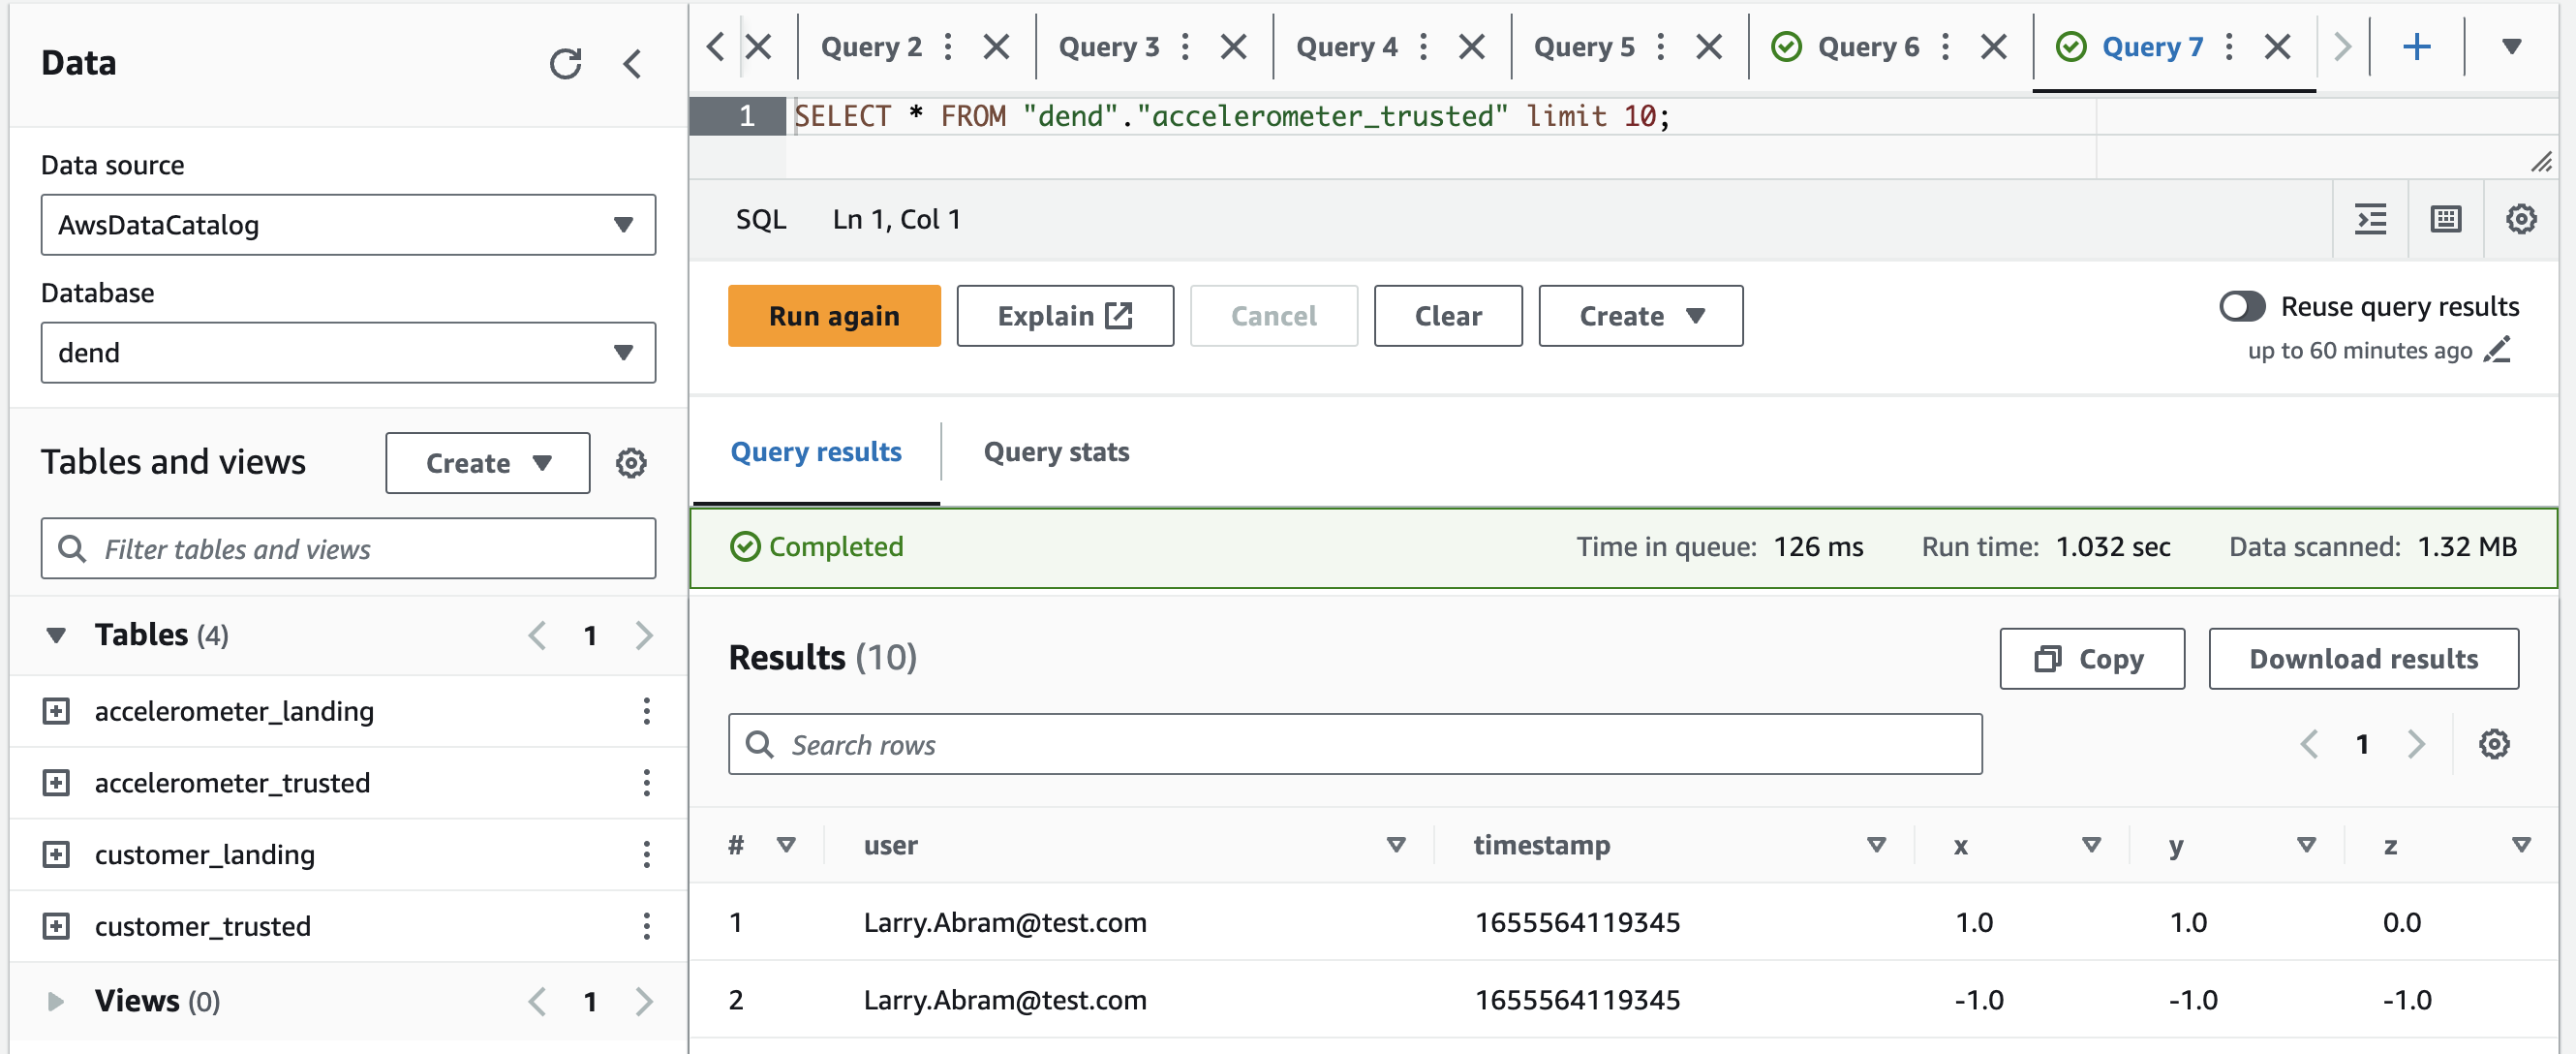 Data
Data source
AwsDataCatalog
Database
dend
Tables and views
Create
Filter tables and views
Tables (4)
1
accelerometer_landing
accelerometer_trusted
customer_landing
customer_trusted
Views (0)
1
Query 2 Query 3 Query 4 Query 5 Query 6 Query 7
1 SELECT * FROM "dend"."accelerometer_trusted" limit 10;
SQL Ln 1, Col 1
Run again Explain Cancel Clear Create
Reuse query results
up to 60 minutes ago
Query results Query stats
Completed Time in queue: 126 ms Run time: 1.032 sec Data scanned: 1.32 MB
Results (10)
Copy Download results
Search rows
1
# user timestamp x y z
1 Larry.Abram@test.com 1655564119345 1.0 1.0 0.0
2 Larry.Abram@test.com 1655564119345 -1.0 -1.0 -1.0